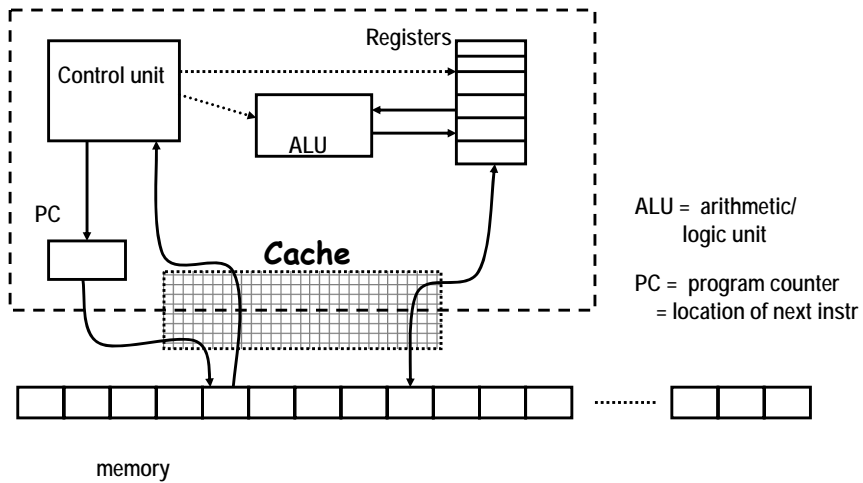 Registers
Control unit
ALU
PC
Cache
ALU = arithmetic/
logic unit
PC = program counter
= location of next instr
memory